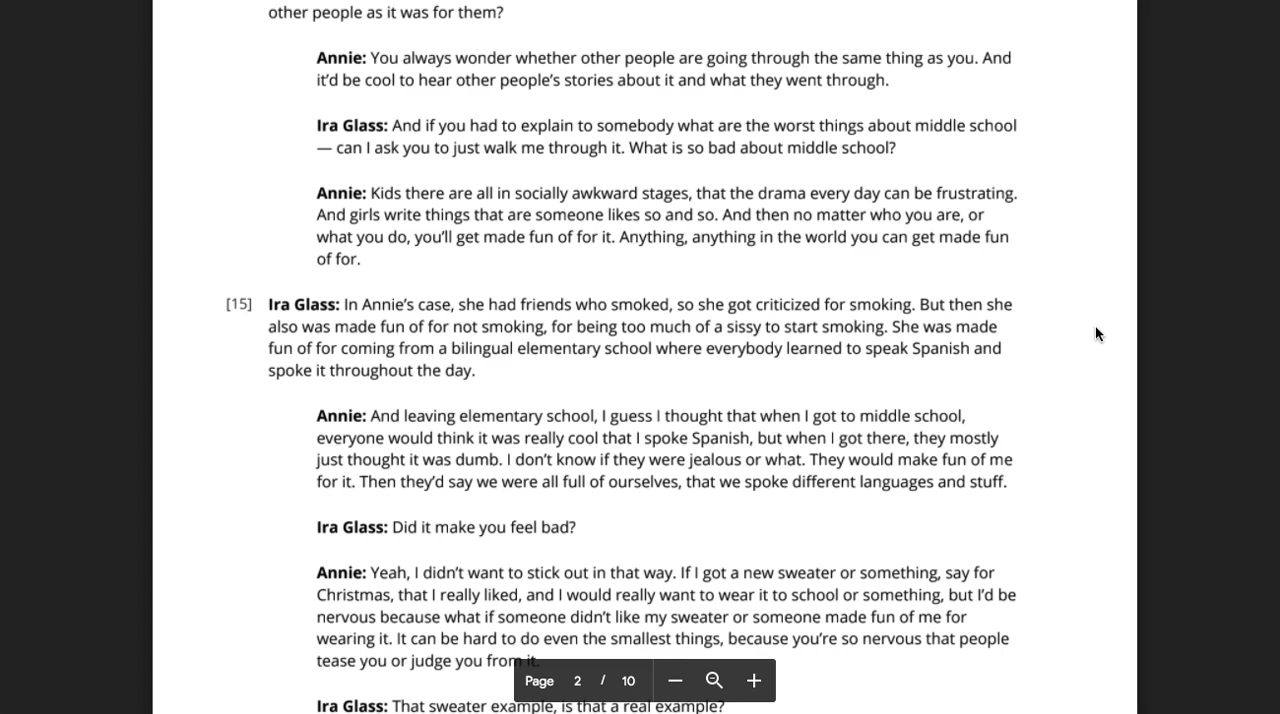 other people as it was for them?
Annie: You always wonder whether other people are going through the same thing as you. And
it’d be cool to hear other people’s stories about it and what they went through.
Ira Glass: And if you had to explain to somebody what are the worst things about middle school
— can I ask you to just walk me through it. What is so bad about middle school?
Annie: Kids there are all in socially awkward stages, that the drama every day can be frustrating.
And girls write things that are someone likes so and so. And then no matter who you are, or
what you do, you’ll get made fun of for it. Anything, anything in the world you can get made fun
of for.
[15] Ira Glass: In Annie’s case, she had friends who smoked, so she got criticized for smoking. But then she
also was made fun of for not smoking, for being too much of a sissy to start smoking. She was made
fun of for coming from a bilingual elementary school where everybody learned to speak Spanish and
spoke it throughout the day.
Annie: And leaving elementary school, I guess I thought that when I got to middle school,
everyone would think it was really cool that I spoke Spanish, but when I got there, they mostly
just thought it was dumb. I don’t know if they were jealous or what. They would make fun of me
for it. Then they’d say we were all full of ourselves, that we spoke different languages and stuff.
Ira Glass: Did it make you feel bad?
Annie: Yeah, I didn’t want to stick out in that way. If I got a new sweater or something, say for
Christmas, that I really liked, and I would really want to wear it to school or something, but I’d be
nervous because what if someone didn’t like my sweater or someone made fun of me for
wearing it. It can be hard to do even the smallest things, because you’re so nervous that people
tease you or judge you from it.
Page 2 / 10
Ira Glass: That sweater example, is that a real example?